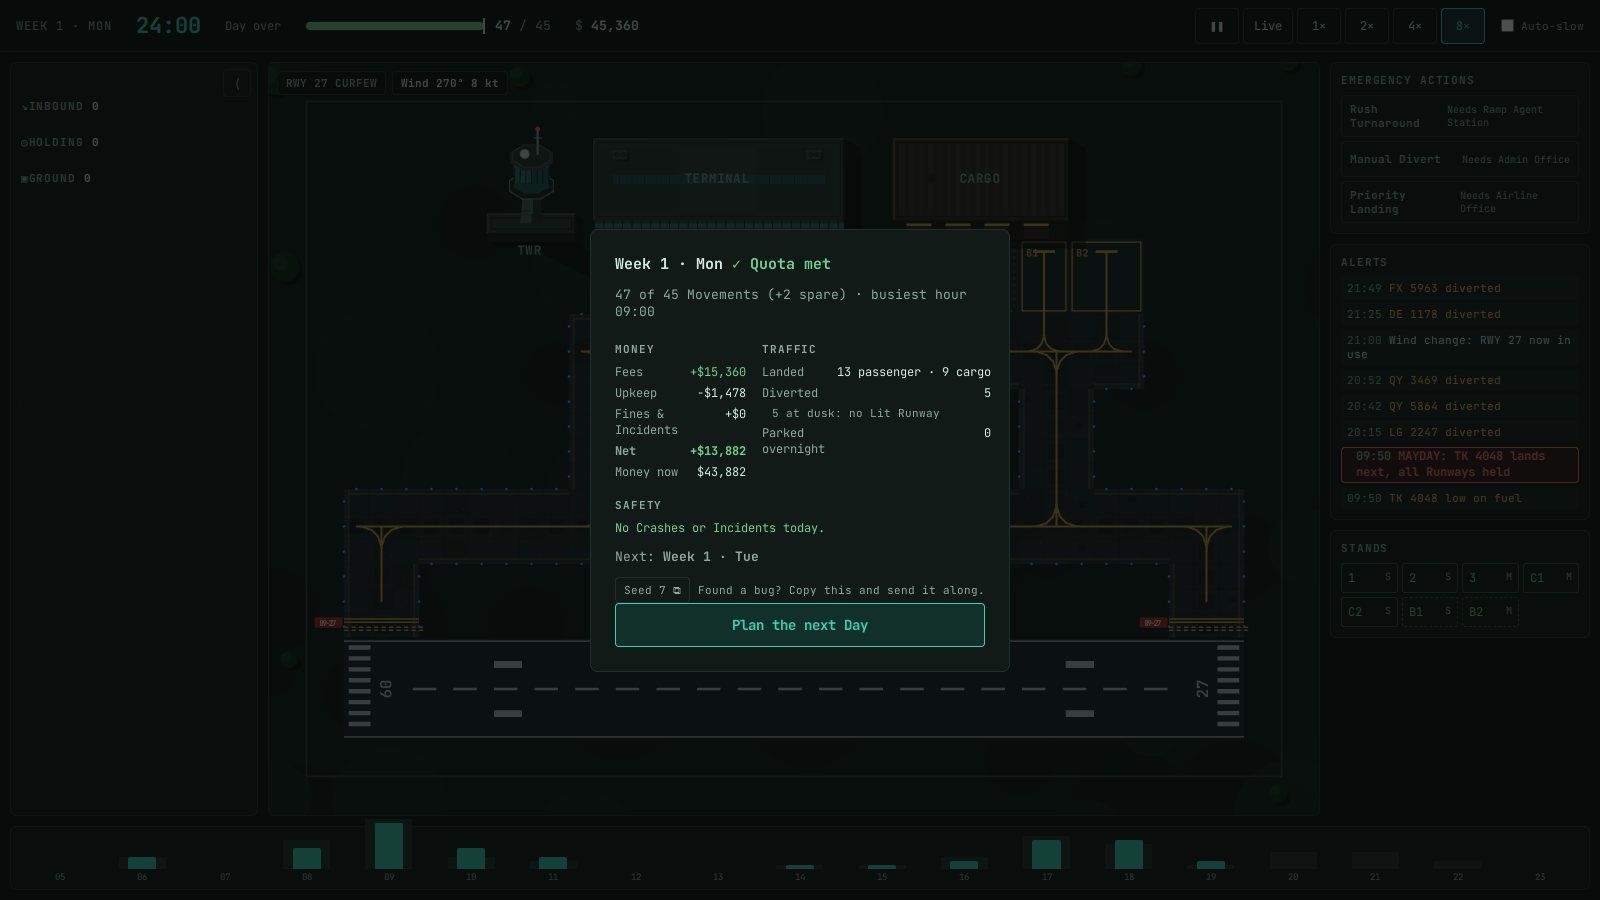 WEEK 1 · MON 24:00 Day over 47 / 45 $ 45,360 Live 1× 2× 4× 8× Auto-slow
INBOUND 0
HOLDING 0
GROUND 0
RWY 27 CURFEW Wind 270° 8 kt
TWR
TERMINAL
CARGO
B1 B2
09-27
09-27
09
27
Week 1 · Mon ✓ Quota met
47 of 45 Movements (+2 spare) · busiest hour
09:00
MONEY
Fees +$15,360
Upkeep -$1,478
Fines & +$0
Incidents
Net +$13,882
Money now $43,882
TRAFFIC
Landed 13 passenger · 9 cargo
Diverted 5
5 at dusk: no Lit Runway
Parked 0
overnight
SAFETY
No Crashes or Incidents today.
Next: Week 1 · Tue
Seed 7 ⧉ Found a bug? Copy this and send it along.
Plan the next Day
EMERGENCY ACTIONS
Rush Turnaround Needs Ramp Agent Station
Manual Divert Needs Admin Office
Priority Landing Needs Airline Office
ALERTS
21:49 FX 5963 diverted
21:25 DE 1178 diverted
21:00 Wind change: RWY 27 now in
use
20:52 QY 3469 diverted
20:42 QY 5864 diverted
20:15 LG 2247 diverted
09:50 MAYDAY: TK 4048 lands
next, all Runways held
09:50 TK 4048 low on fuel
STANDS
1 S 2 S 3 M C1 M
C2 S B1 S B2 M
05 06 07 08 09 10 11 12 13 14 15 16 17 18 19 20 21 22 23